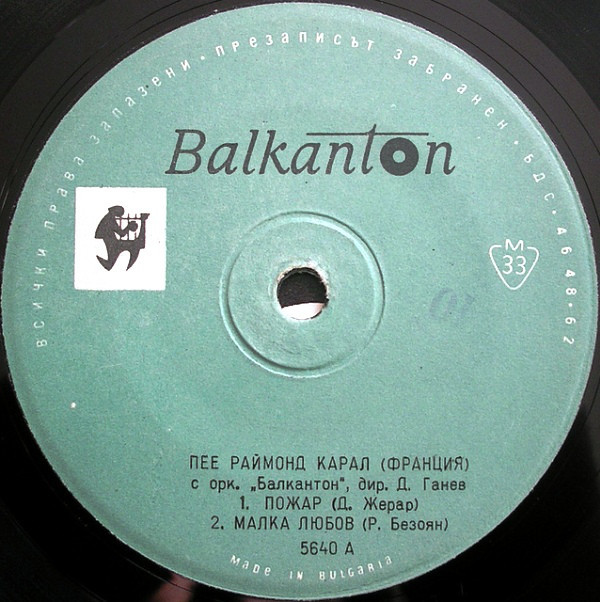 ВСИЧКИ ПРАВА ЗАПАЗЕНИ · ПРЕЗАПИСЪТ ЗАБРАНЕН · БДС · 4648·62
Balkanton
M
33
ПЕЕ РАЙМОНД КАРАЛ (ФРАНЦИЯ)
с орк. „Балкантон", дир. Д. Ганев
1. ПОЖАР (Д. Жерар)
2. МАЛКА ЛЮБОВ (Р. Безоян)
5640 А
MADE IN BULGARIA